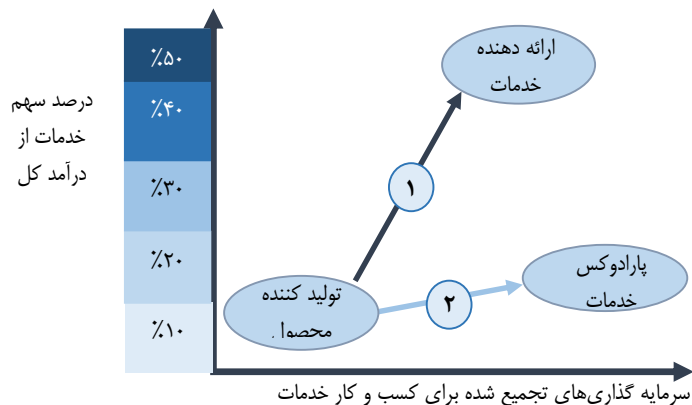 ارائه دهنده
خدمات
٪۵۰
٪۴۰
٪۳۰
٪۲۰
٪۱۰
درصد سهم
خدمات از
درآمد کل
۱
پارادوکس
خدمات
تولید کننده
محصول
۲
سرمایه گذاری‌های تجمیع شده برای کسب و کار خدمات